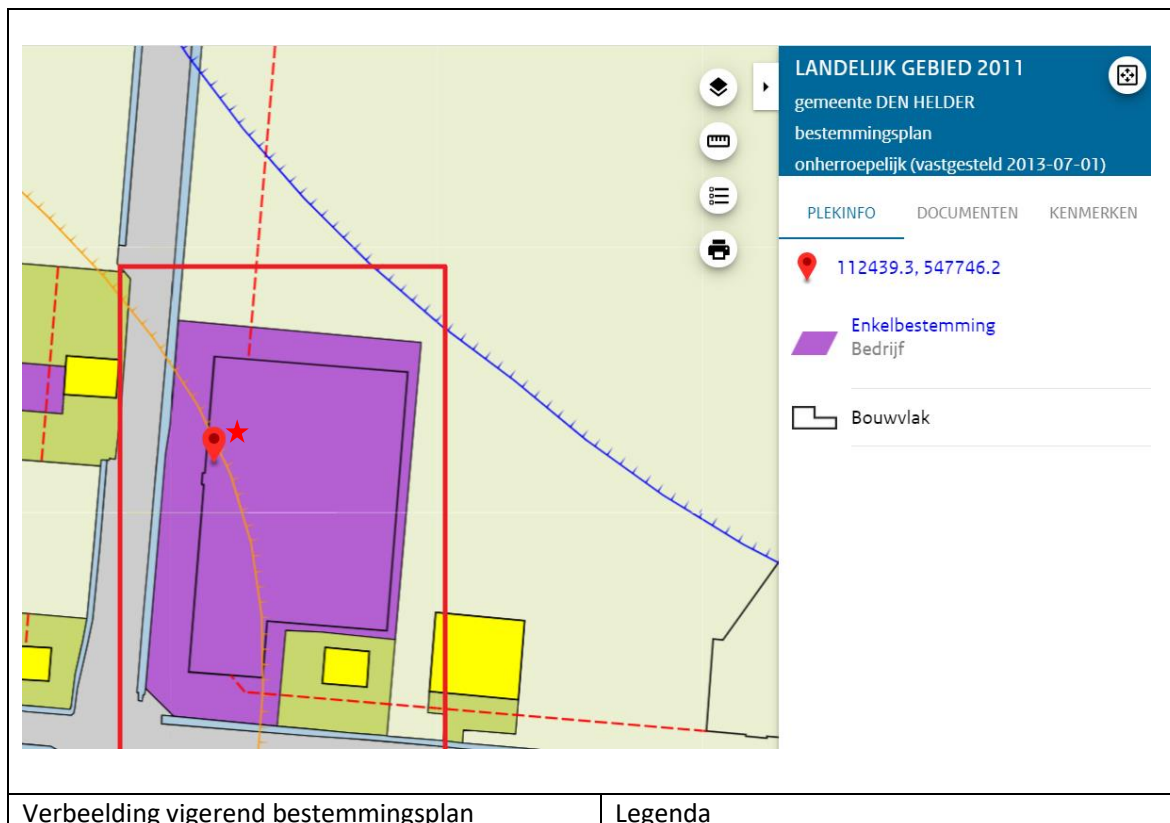 LANDELIJK GEBIED 2011
gemeente DEN HELDER
bestemmingsplan
onherroepelijk (vastgesteld 2013-07-01)
PLEKINFO DOCUMENTEN KENMERKEN
112439.3, 547746.2
Enkelbestemming
Bedrijf
Bouwvlak
Verbeelding vigerend bestemmingsplan
Legenda